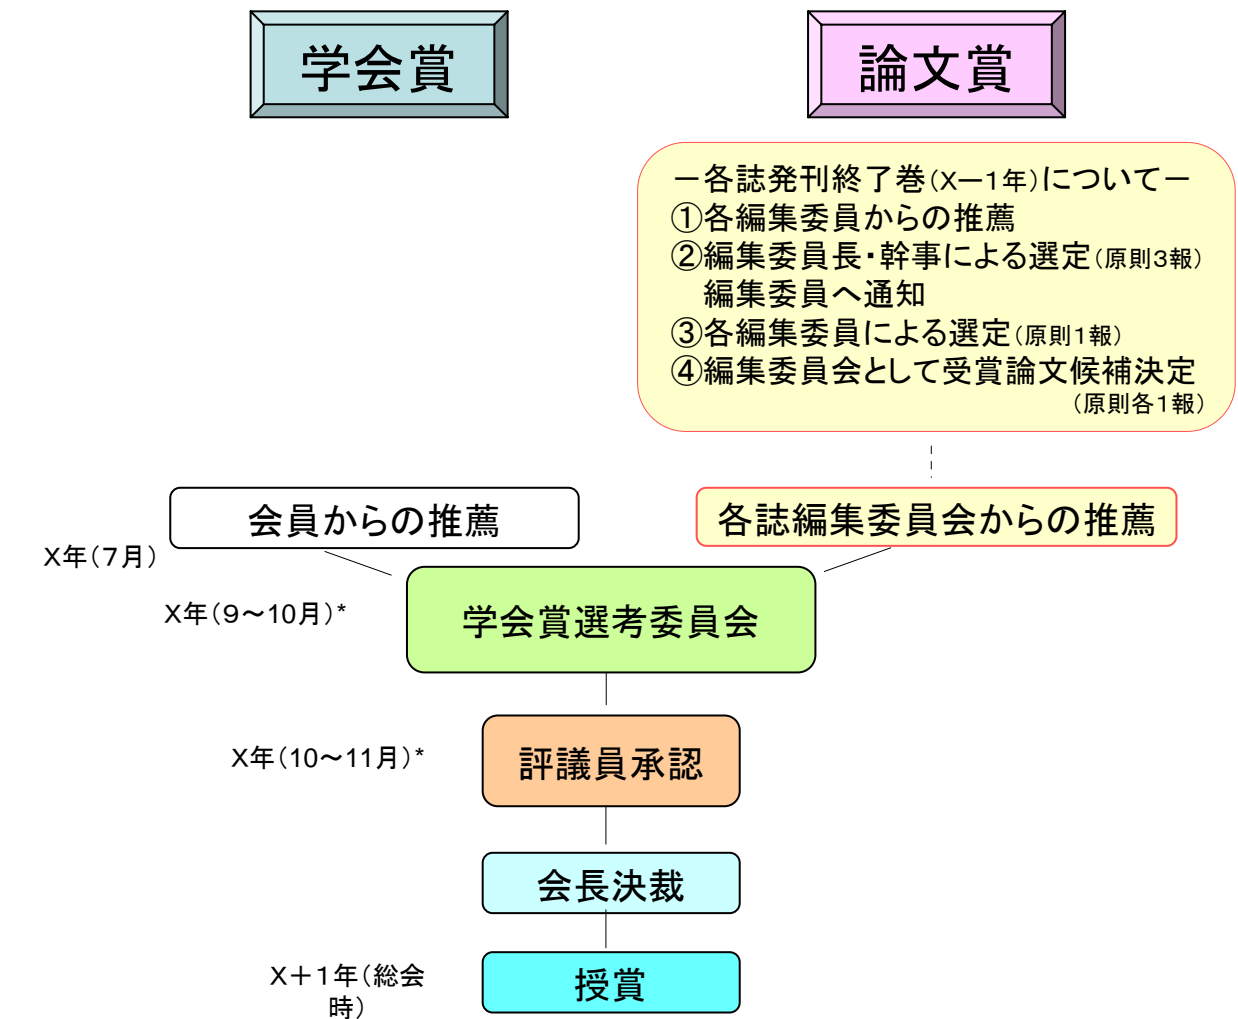 学会賞
論文賞
－各誌発刊終了巻(X－1年)について－
①各編集委員からの推薦
②編集委員長・幹事による選定(原則3報)
編集委員へ通知
③各編集委員による選定(原則1報)
④編集委員会として受賞論文候補決定
(原則各1報)
会員からの推薦
各誌編集委員会からの推薦
X年(7月)
X年(9～10月)*
学会賞選考委員会
X年(10～11月)*
評議員承認
会長決裁
X＋1年(総会
時)
授賞